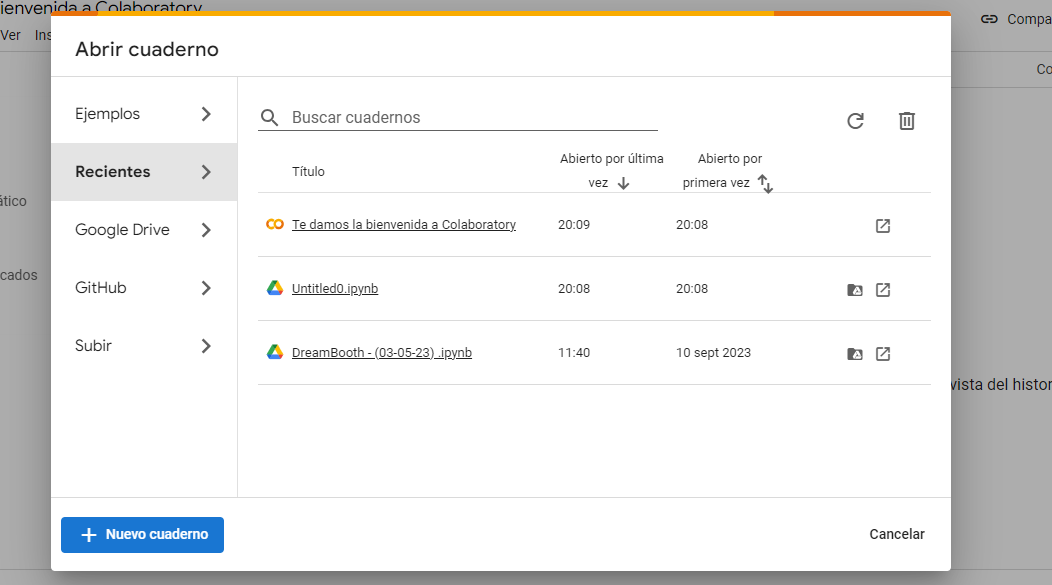 ienvenida a Colaboratory
Ver Ins
Compa
Co
Abrir cuaderno
Ejemplos
Recientes
Google Drive
GitHub
Subir
Buscar cuadernos
Título
Abierto por última
vez
Abierto por
primera vez
Te damos la bienvenida a Colaboratory 20:09 20:08
Untitled0.ipynb 20:08 20:08
DreamBooth - (03-05-23) .ipynb 11:40 10 sept 2023
ático
cados
vista del histor
Nuevo cuaderno
Cancelar